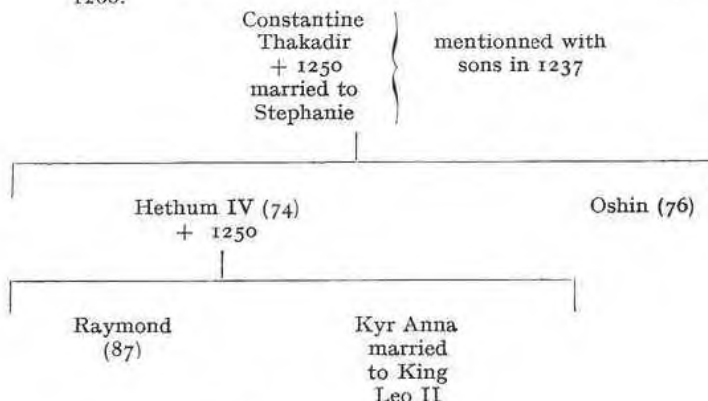 1268.
Constantine
Thakadir
+ 1250
married to
Stephanie
mentionned with
sons in 1237
Hethum IV (74)
+ 1250
Oshin (76)
Raymond
(87)
Kyr Anna
married
to King
Leo II